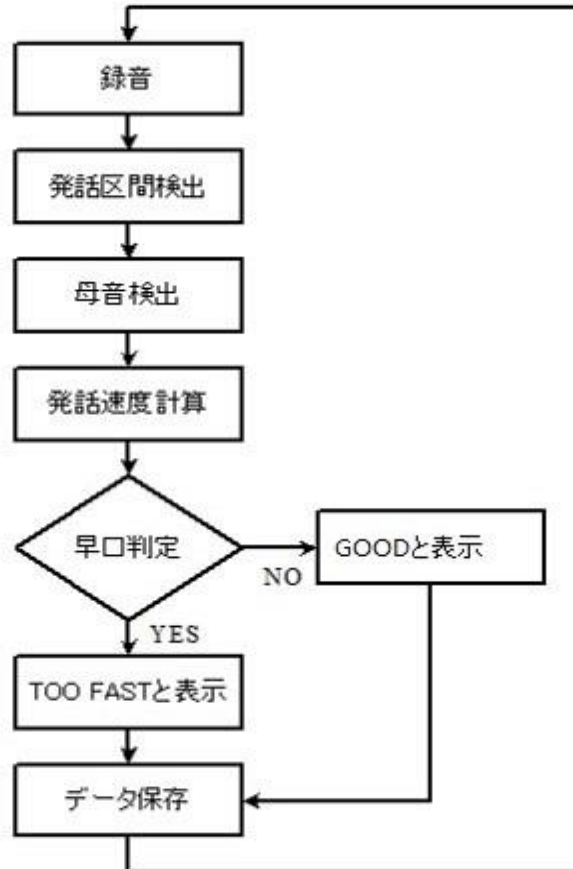 録音
発話区間検出
母音検出
発話速度計算
早口判定
GOODと表示
NO
YES
TOO FASTと表示
データ保存